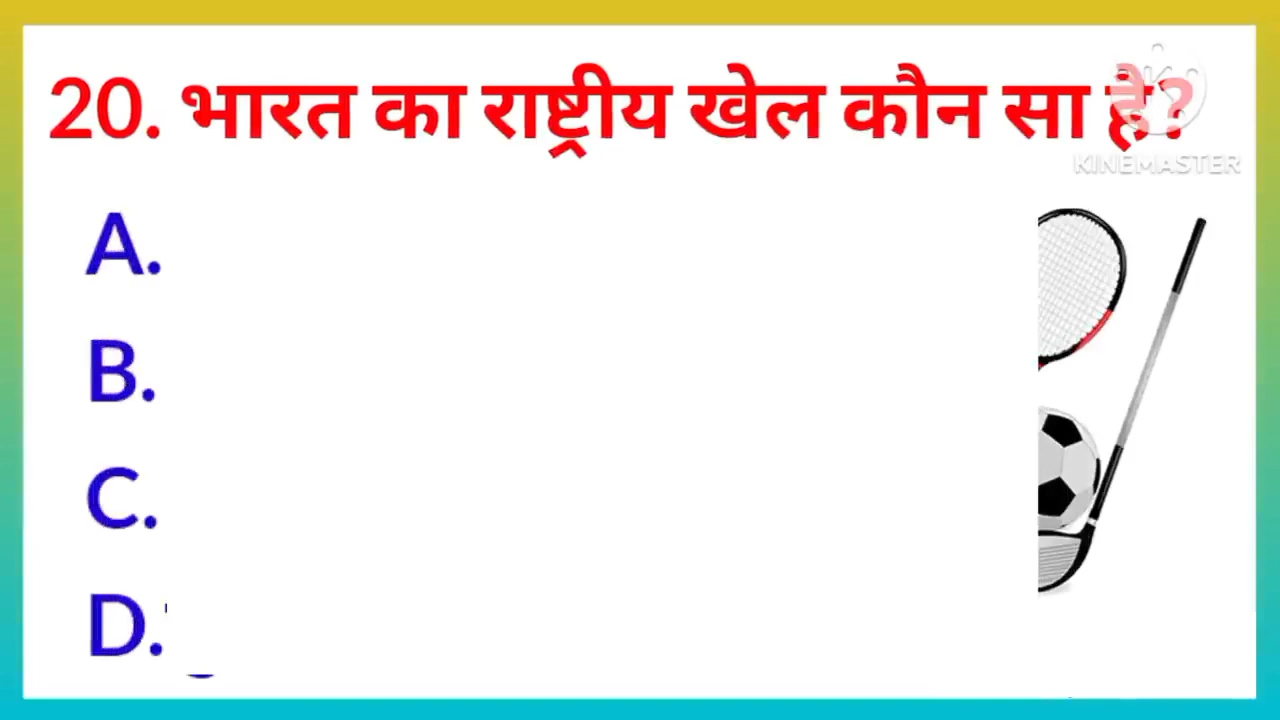 20. भारत का राष्ट्रीय खेल कौन सा है?
KINEMASTER
A.
B.
C.
D.